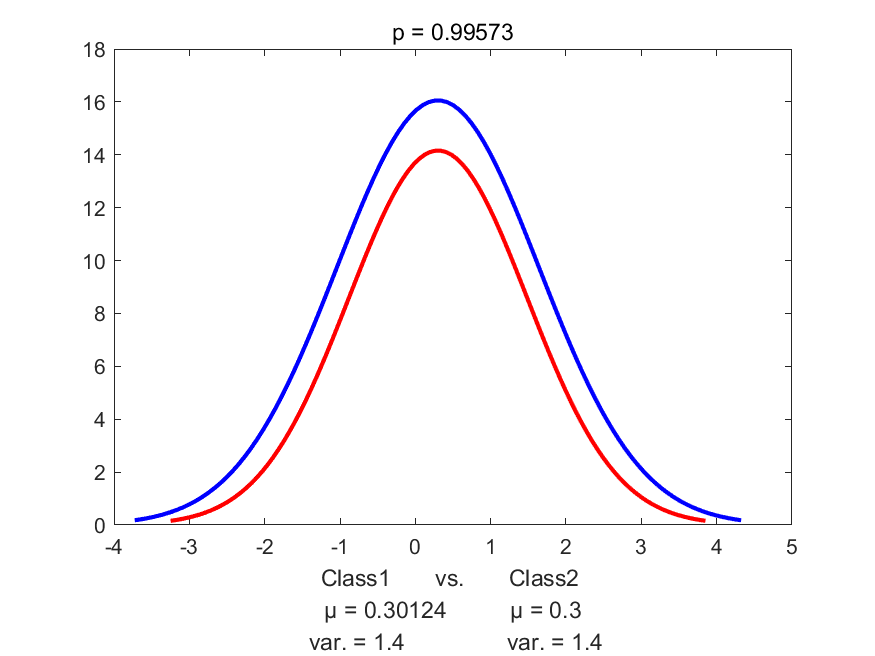 p = 0.99573
18
16
14
12
10
8
6
4
2
0
-4 -3 -2 -1 0 1 2 3 4 5
Class1 vs. Class2
μ = 0.30124 μ = 0.3
var. = 1.4 var. = 1.4